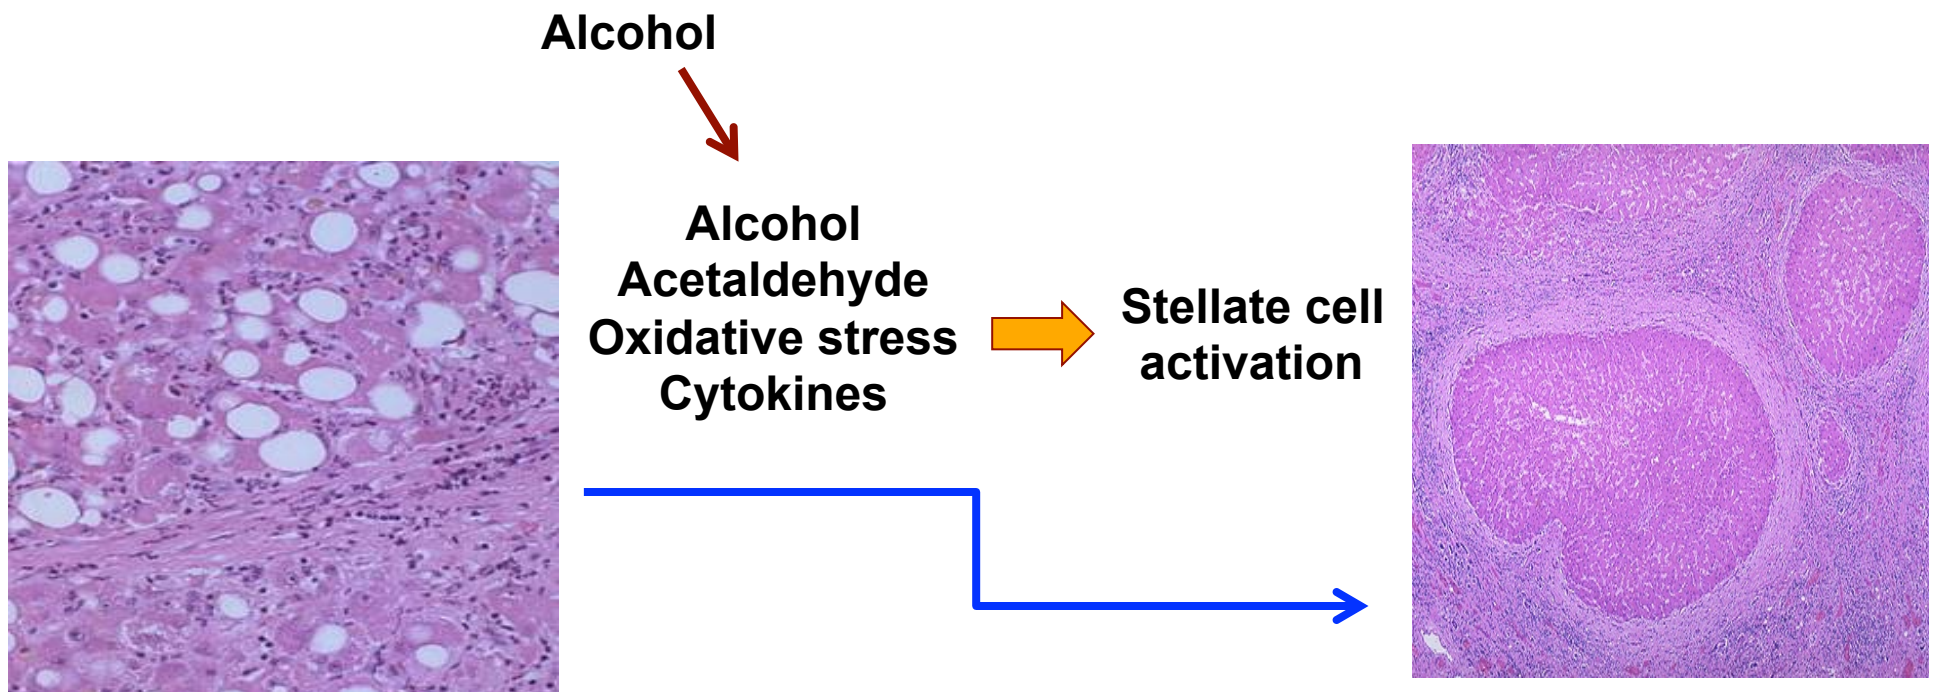 Alcohol
Alcohol
Acetaldehyde
Oxidative stress
Cytokines
Stellate cell
activation